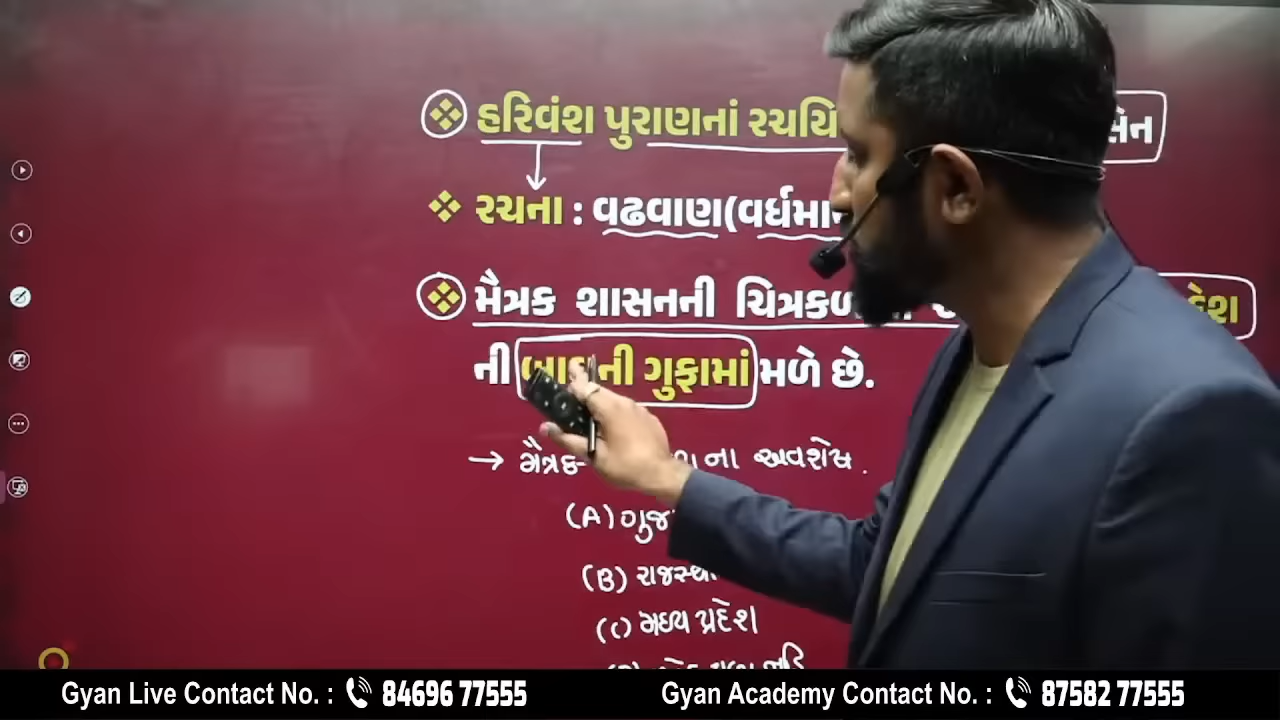 હરિવંશ પુરાણનાં રચયિ સેન
રચના : વઢવાણ(વર્ધમાન
મૈત્રક શાસનની ચિત્રકળ
ની ગુફામાં મળે છે.
→ મૈત્રક ના અવશેષ.
(A) ગુજ
(B) રાજસ્થા
(C) મધ્ય પ્રદેશ
Gyan Live Contact No. : 84696 77555
Gyan Academy Contact No. : 87582 77555